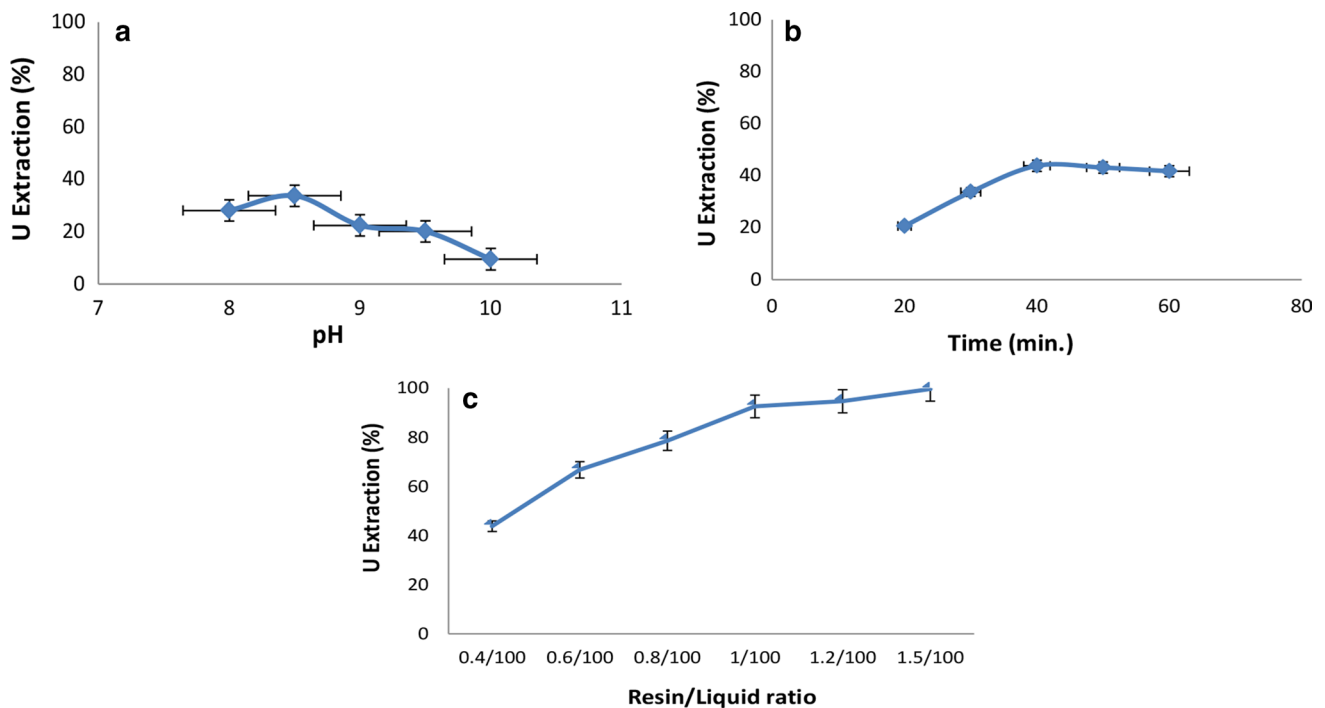 a
U Extraction (%)
100
80
60
40
20
0
7 8 9 10 11
pH
b
U Extraction (%)
100
80
60
40
20
0
0 20 40 60 80
Time (min.)
c
U Extraction (%)
100
80
60
40
20
0
0.4/100 0.6/100 0.8/100 1/100 1.2/100 1.5/100
Resin/Liquid ratio